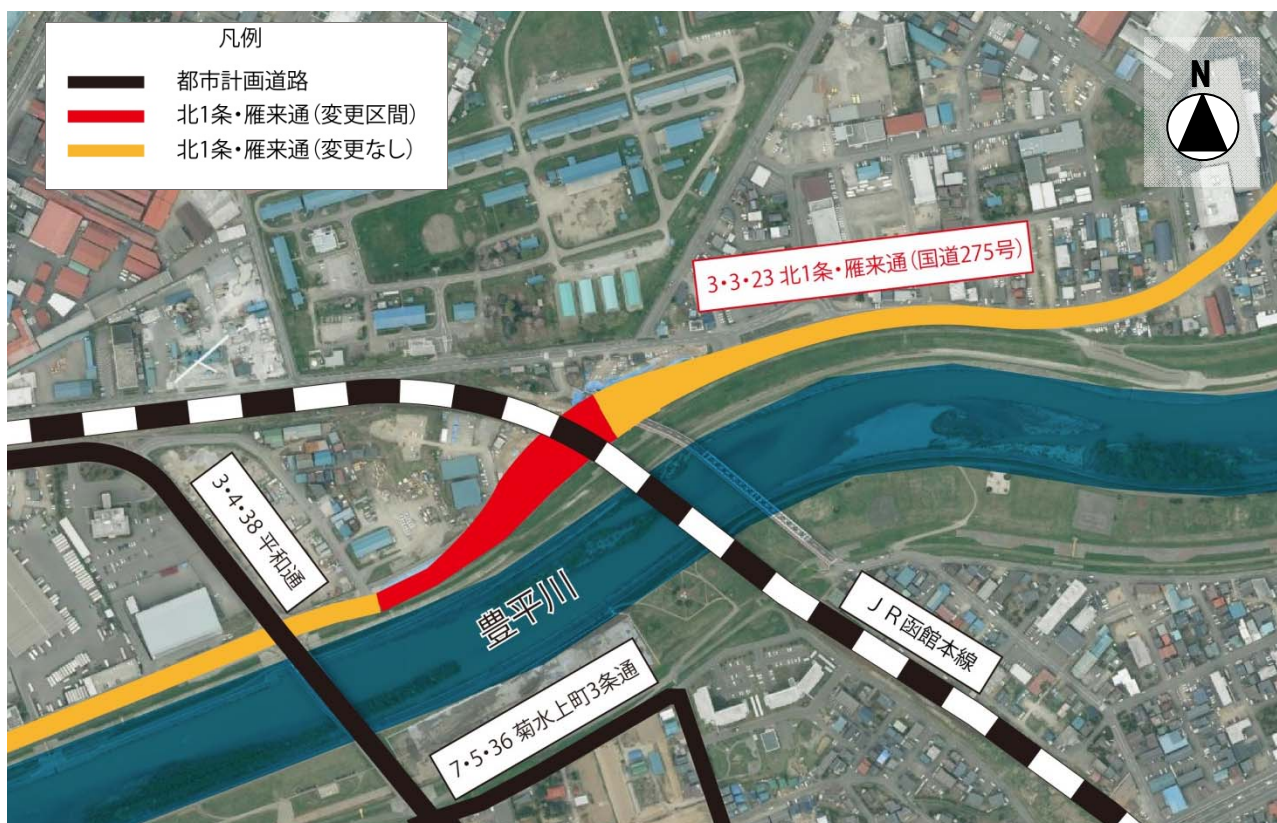 凡例
都市計画道路
北1条・雁来通（変更区間）
北1条・雁来通（変更なし）
N
3・3・23 北1条・雁来通（国道275号）
3・4・38 平和通
豊平川
ＪＲ函館本線
7・5・36 菊水上町3条通